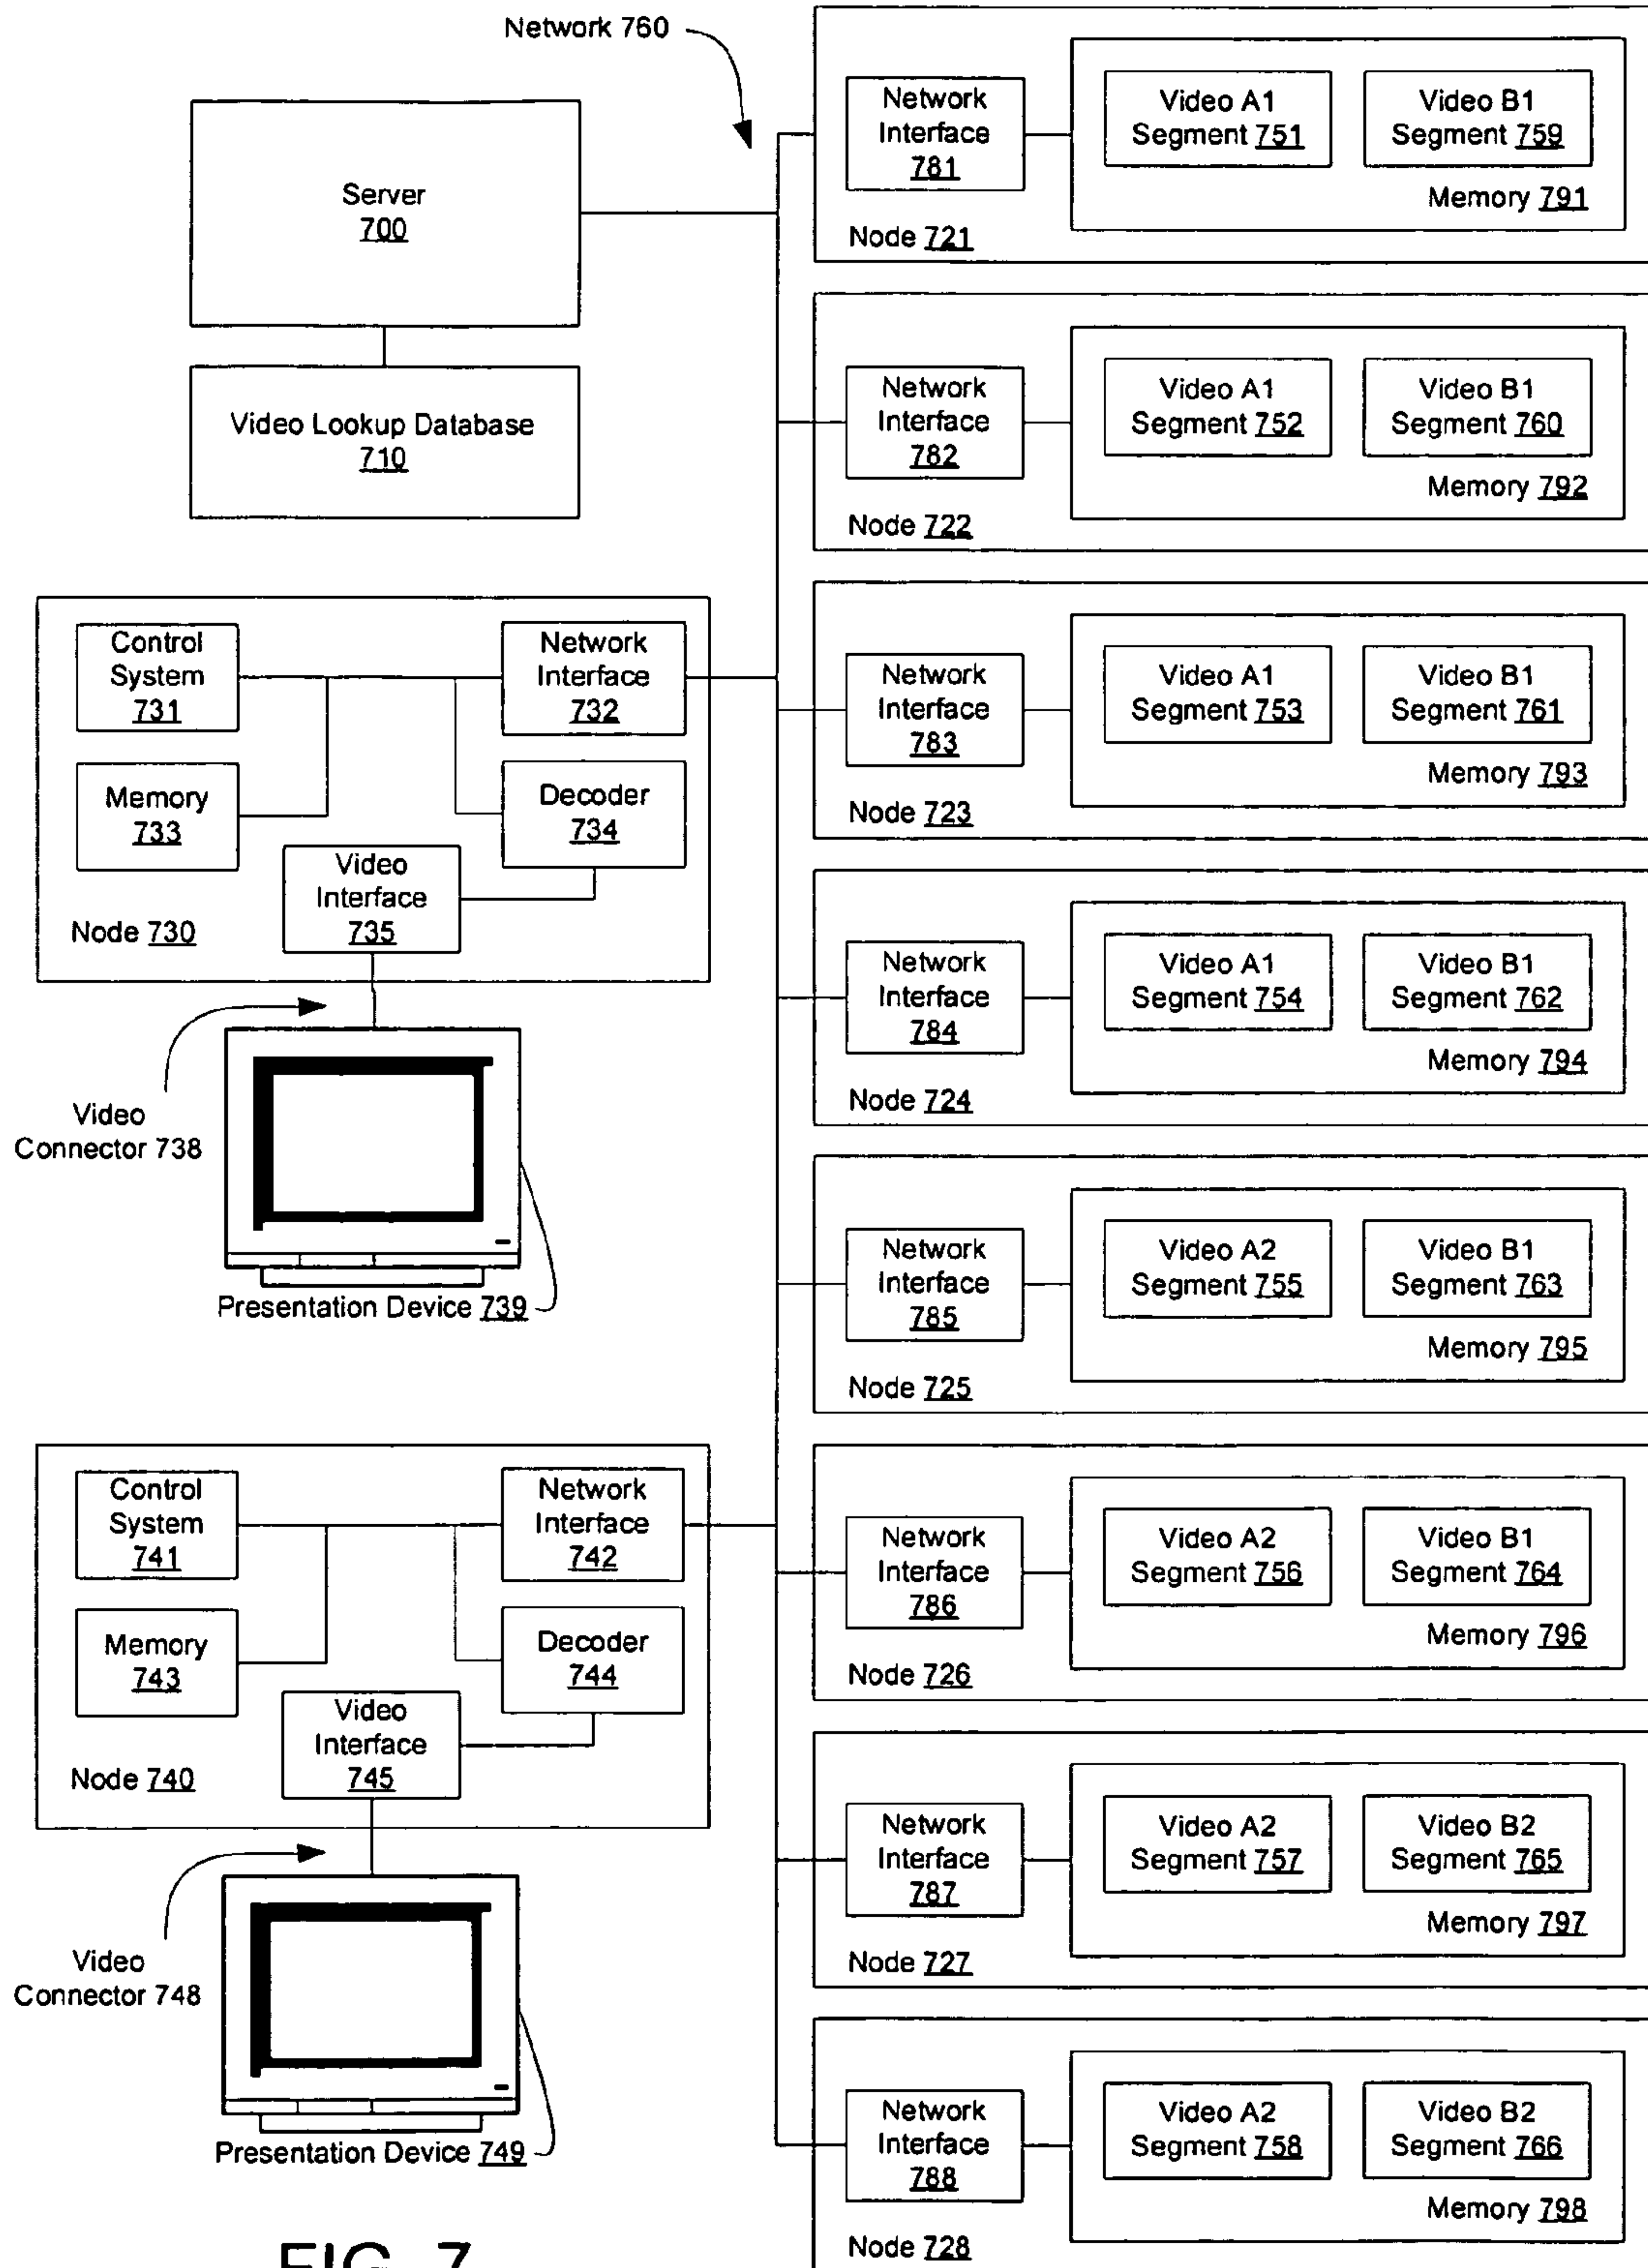 Network 760
Server
700
Video Lookup Database
710
Control
System
731
Network
Interface
732
Memory
733
Decoder
734
Video
Interface
735
Node 730
Video
Connector 738
Presentation Device 739
Control
System
741
Network
Interface
742
Memory
743
Decoder
744
Video
Interface
745
Node 740
Video
Connector 748
Presentation Device 749
FIG. 7
Network
Interface
781
Video A1
Segment 751
Video B1
Segment 759
Memory 791
Node 721
Network
Interface
782
Video A1
Segment 752
Video B1
Segment 760
Memory 792
Node 722
Network
Interface
783
Video A1
Segment 753
Video B1
Segment 761
Memory 793
Node 723
Network
Interface
784
Video A1
Segment 754
Video B1
Segment 762
Memory 794
Node 724
Network
Interface
785
Video A2
Segment 755
Video B1
Segment 763
Memory 795
Node 725
Network
Interface
786
Video A2
Segment 756
Video B1
Segment 764
Memory 796
Node 726
Network
Interface
787
Video A2
Segment 757
Video B2
Segment 765
Memory 797
Node 727
Network
Interface
788
Video A2
Segment 758
Video B2
Segment 766
Memory 798
Node 728